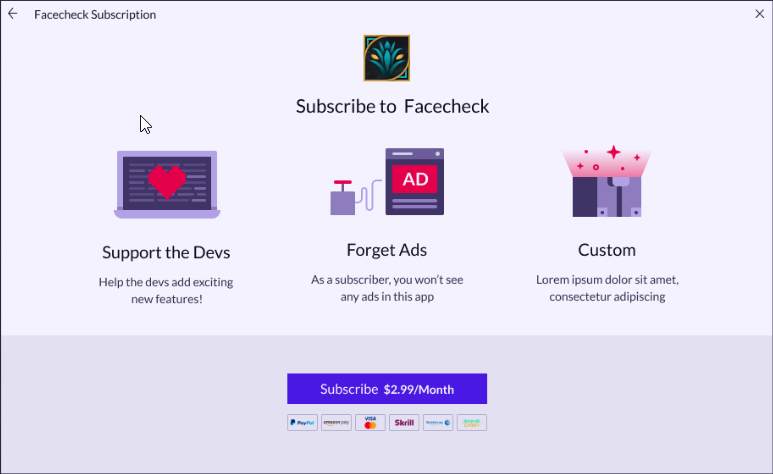 Facecheck Subscription
Subscribe to Facecheck
AD
Support the Devs
Help the devs add exciting
new features!
Forget Ads
As a subscriber, you won't see
any ads in this app
Custom
Lorem ipsum dolor sit amet,
consectetur adipiscing
Subscribe $2.99/Month
PayPal
amazon pay
VISA
Skrill